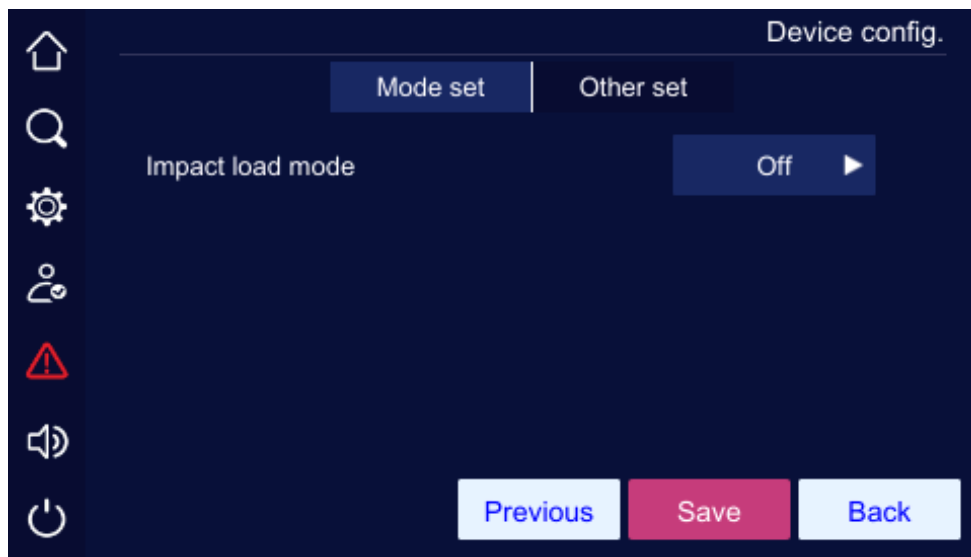 Device config.
Mode set Other set
Impact load mode Off
Previous Save Back